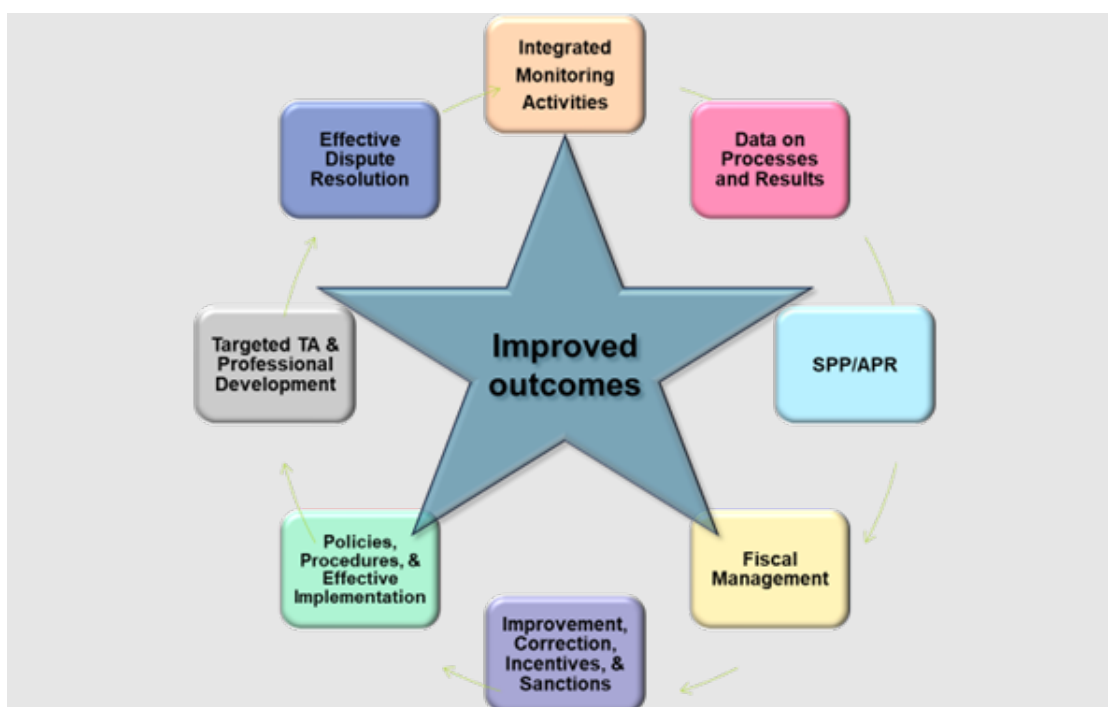 Integrated
Monitoring
Activities
Data on
Processes
and Results
SPP/APR
Fiscal
Management
Improvement,
Correction,
Incentives, &
Sanctions
Policies,
Procedures, &
Effective
Implementation
Targeted TA &
Professional
Development
Effective
Dispute
Resolution
Improved
outcomes